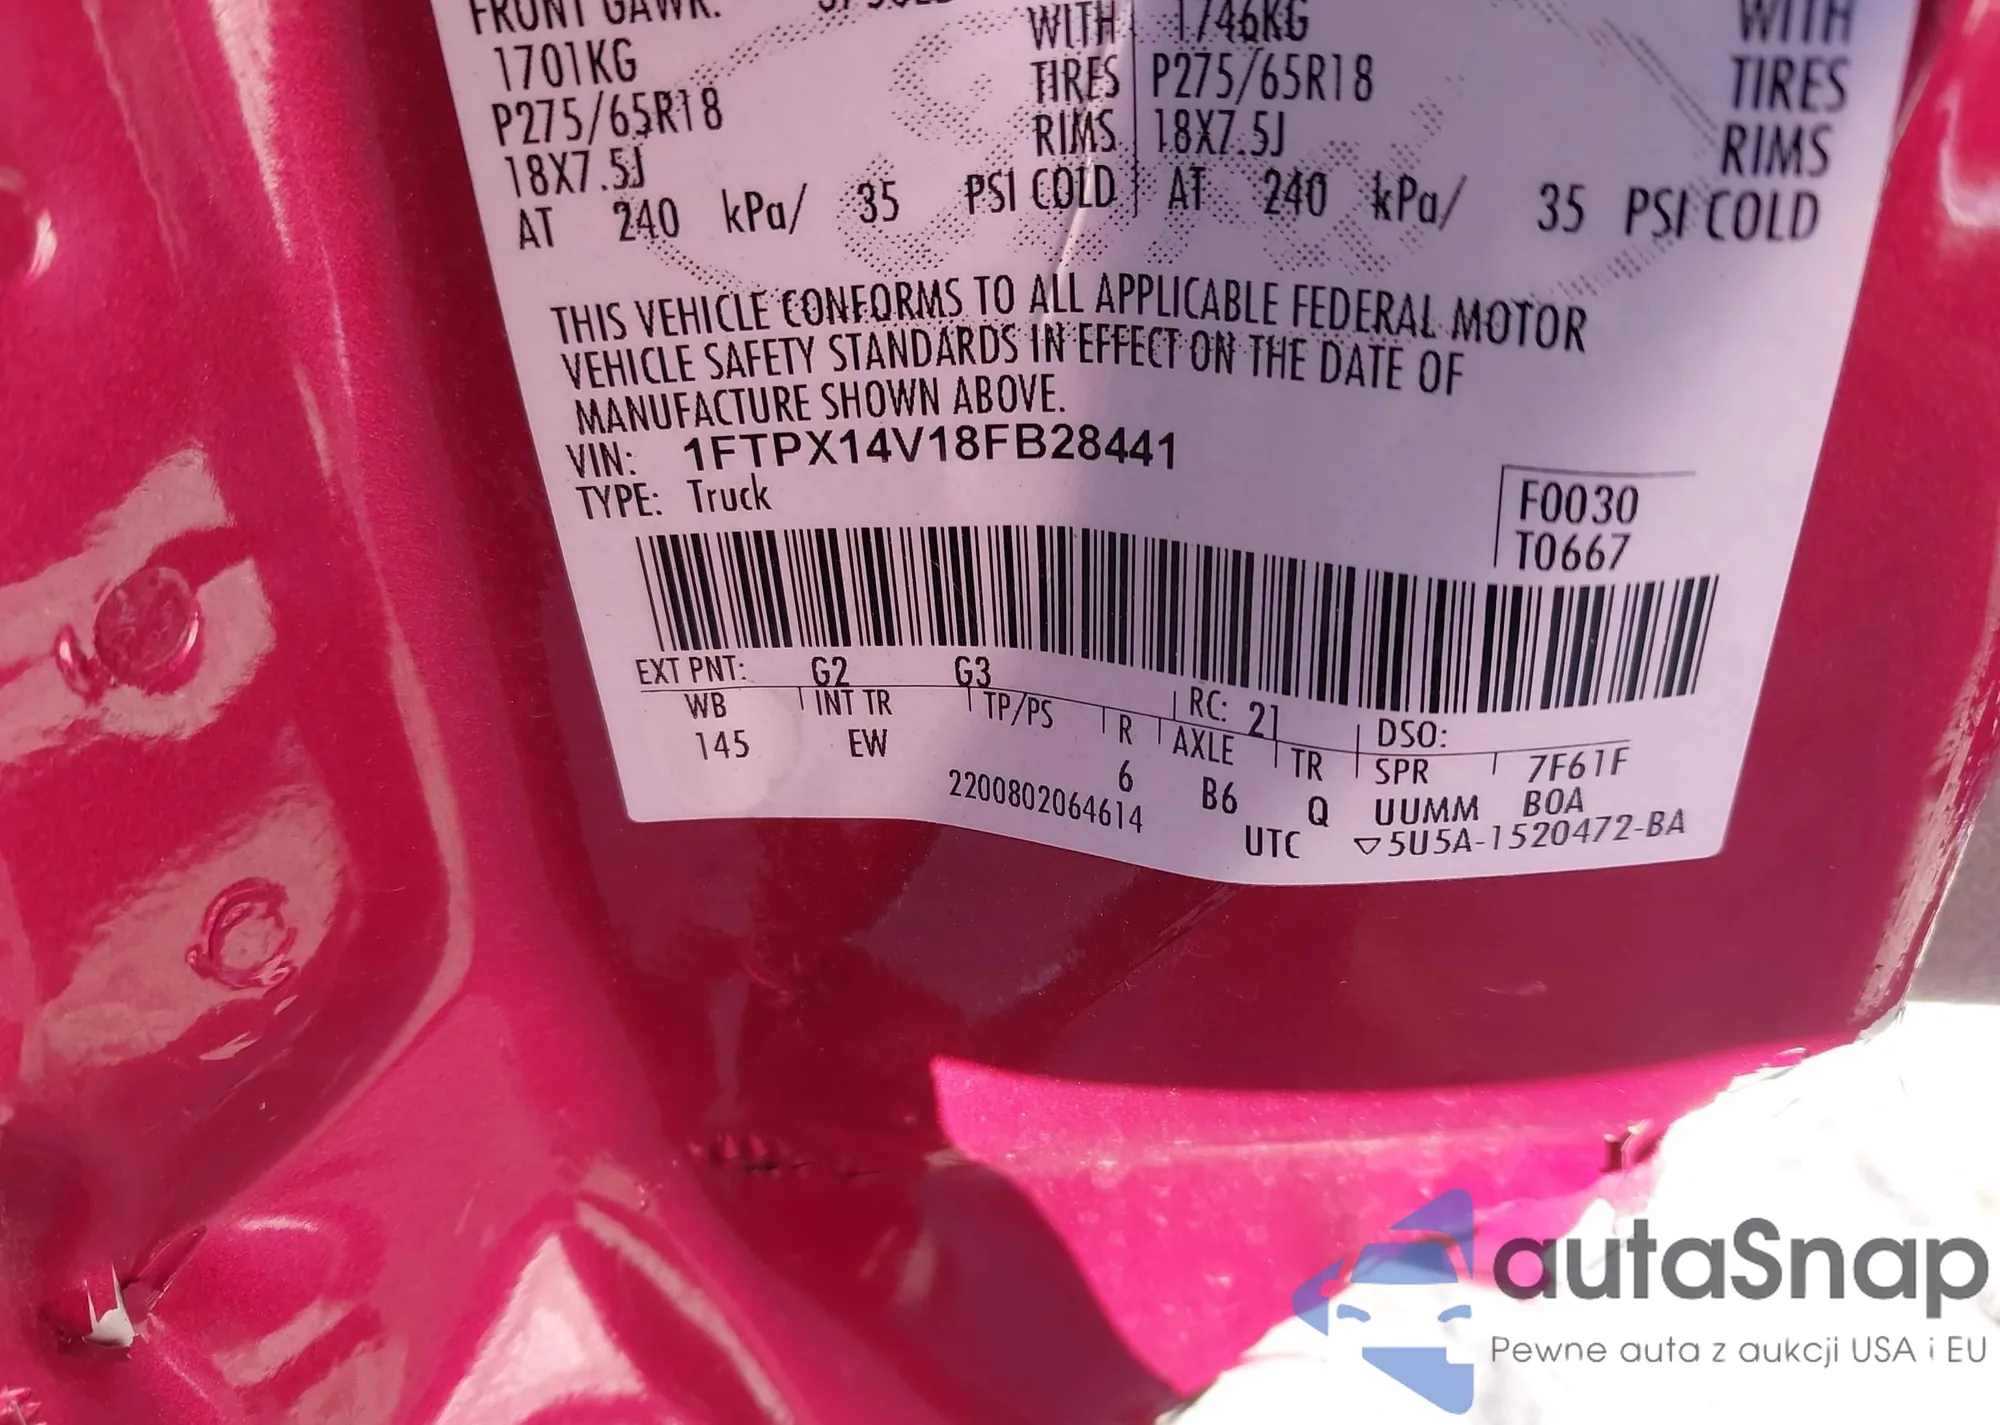 FRONT GAWR:
1701KG WITH 1746KG WITH
P275/65R18 TIRES P275/65R18 TIRES
18X7.5J RIMS 18X7.5J RIMS
AT 240 kPa/ 35 PSI COLD AT 240 kPa/ 35 PSI COLD
THIS VEHICLE CONFORMS TO ALL APPLICABLE FEDERAL MOTOR
VEHICLE SAFETY STANDARDS IN EFFECT ON THE DATE OF
MANUFACTURE SHOWN ABOVE.
VIN: 1FTPX14V18FB28441
TYPE: Truck
F0030
T0667
EXT PNT: G2 G3 RC: 21 DSO:
WB INT TR TP/PS R AXLE TR SPR 7F61F
145 EW 6 B6 Q UUMM B0A
2200802064614 UTC ▽5U5A-1520472-BA
autaSnap
Pewne auta z aukcji USA i EU